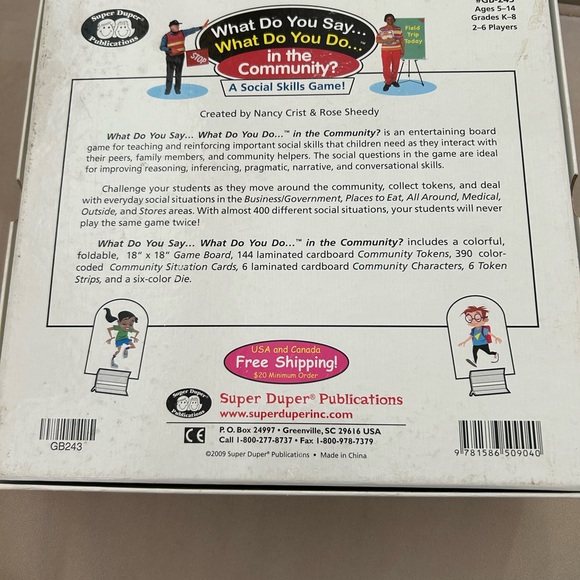 Super Duper®
Publications
STOP
What Do You Say...
What Do You Do...
in the
Community?
A Social Skills Game!
Field
Trip
Today
Ages 5–14
Grades K–8
2–6 Players
Created by Nancy Crist & Rose Sheedy
What Do You Say... What Do You Do...™ in the Community? is an entertaining board
game for teaching and reinforcing important social skills that children need as they interact with
their peers, family members, and community helpers. The social questions in the game are ideal
for improving reasoning, inferencing, pragmatic, narrative, and conversational skills.
Challenge your students as they move around the community, collect tokens, and deal
with everyday social situations in the Business/Government, Places to Eat, All Around, Medical,
Outside, and Stores areas. With almost 400 different social situations, your students will never
play the same game twice!
What Do You Say... What Do You Do...™ in the Community? includes a colorful,
foldable, 18" x 18" Game Board, 144 laminated cardboard Community Tokens, 390 color-
coded Community Situation Cards, 6 laminated cardboard Community Characters, 6 Token
Strips, and a six-color Die.
USA and Canada
Free Shipping!
$20 Minimum Order
Super Duper®
Publications
Super Duper® Publications
www.superduperinc.com
CE
P. O. Box 24997 • Greenville, SC 29616 USA
Call 1-800-277-8737 • Fax 1-800-978-7379
©2009 Super Duper® Publications • Made in China
GB243
9 781586 509040